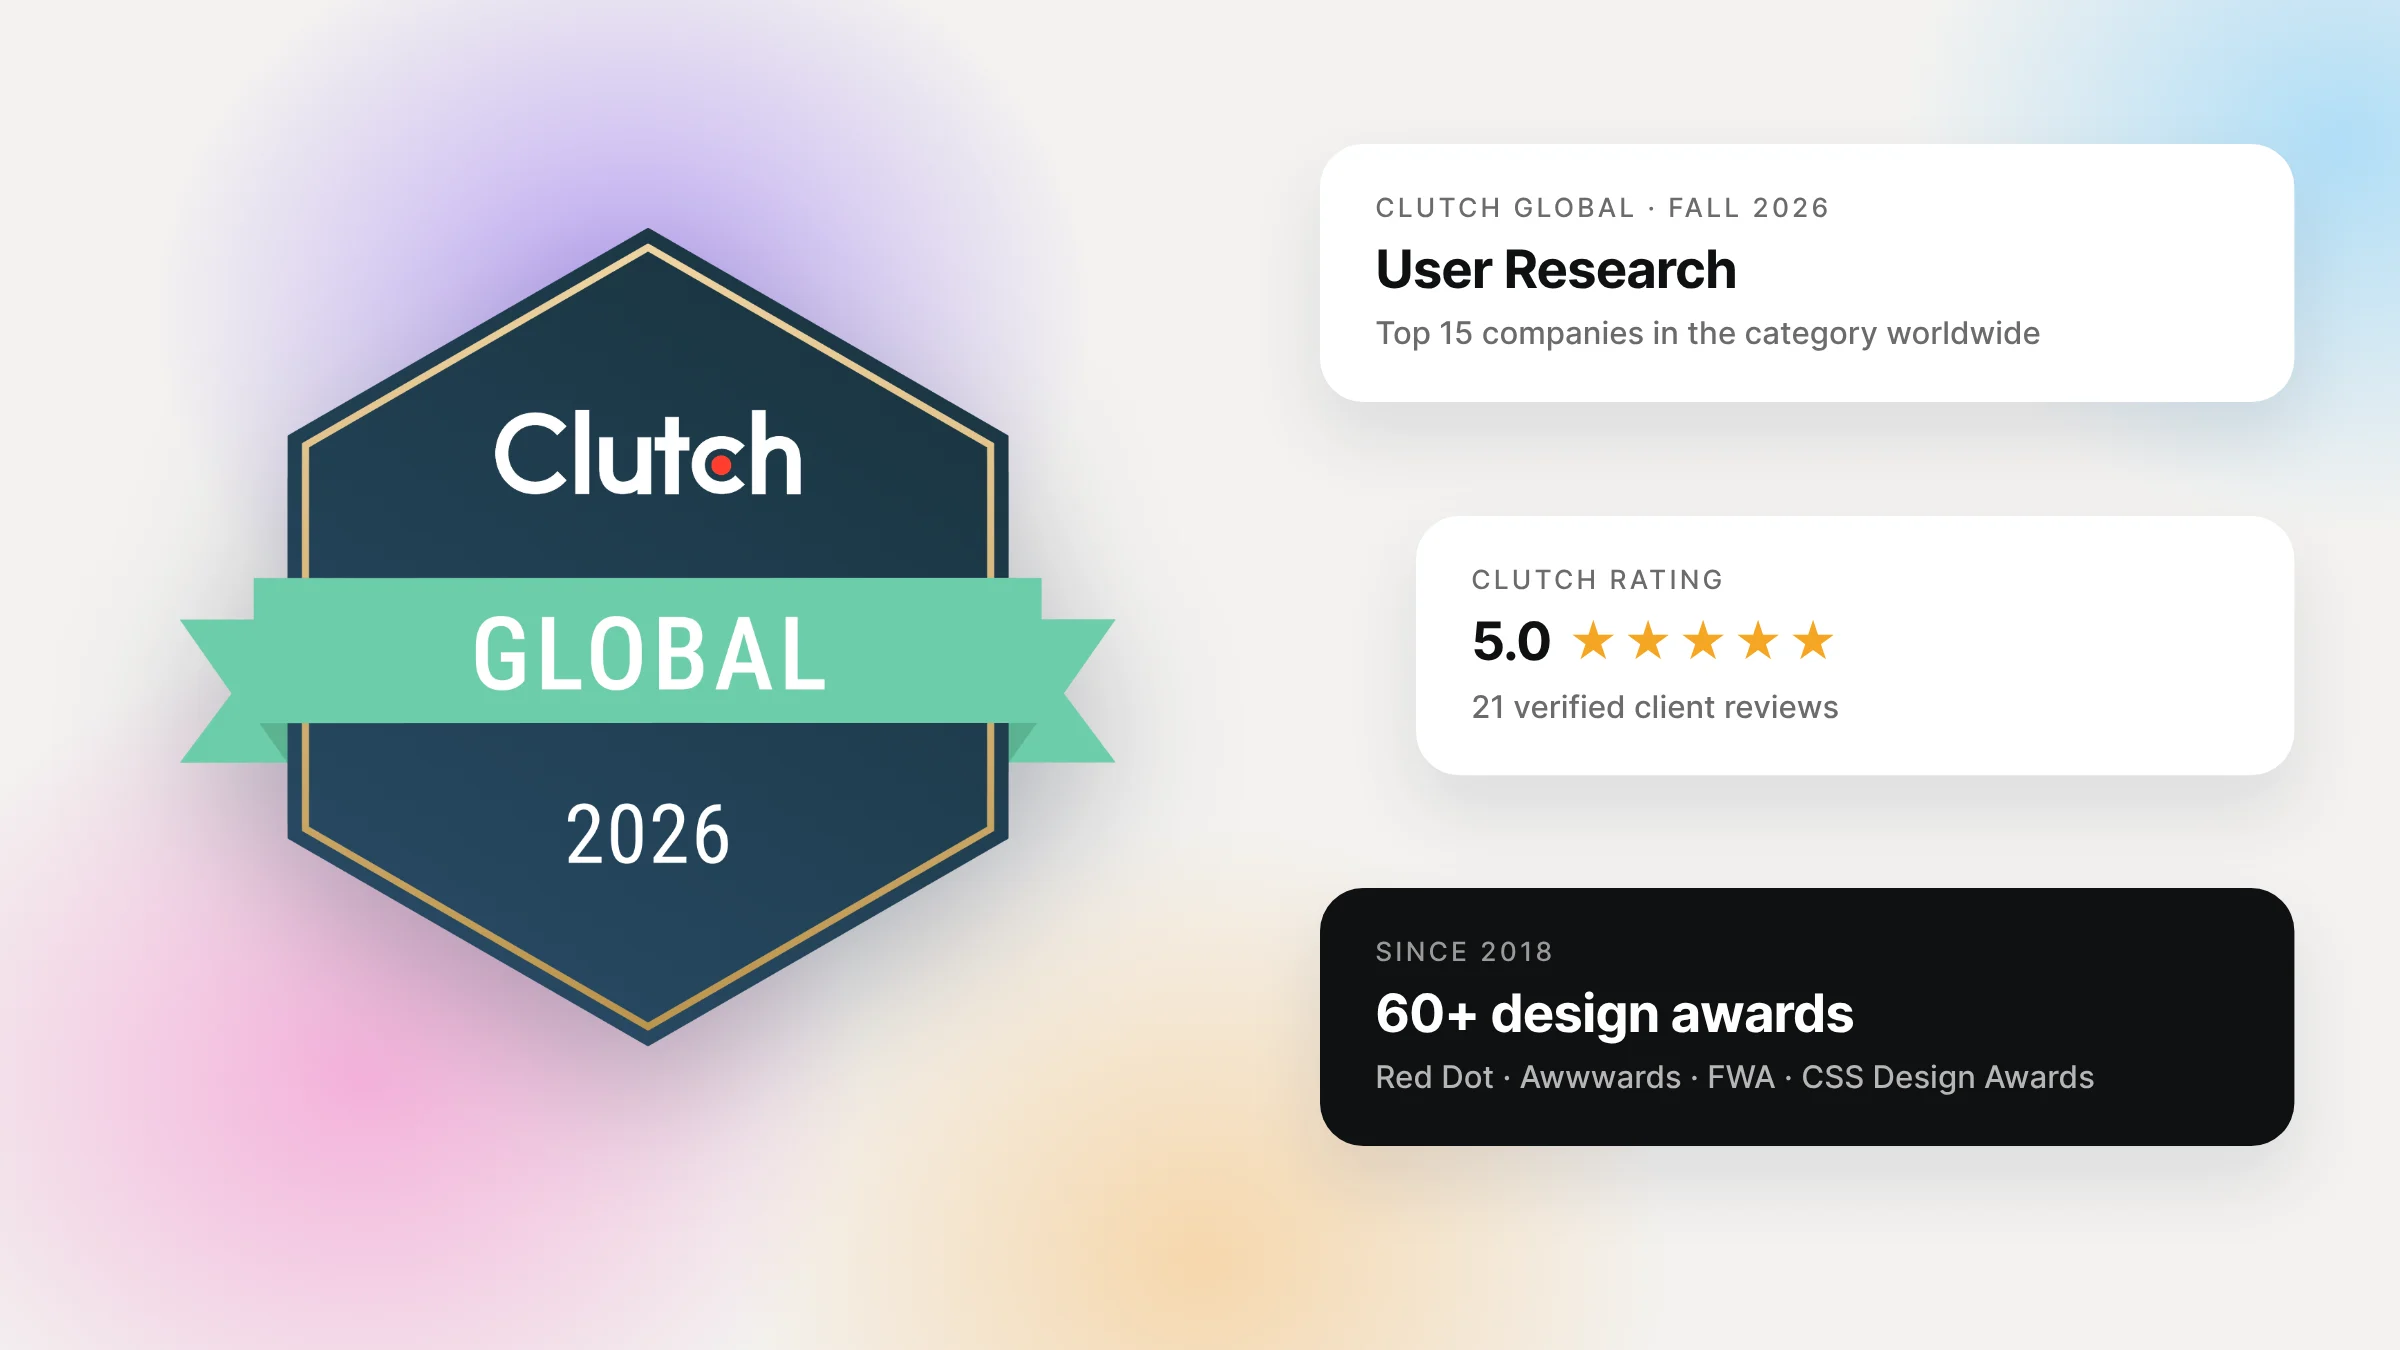 Clutch
GLOBAL
2026
CLUTCH GLOBAL · FALL 2026
User Research
Top 15 companies in the category worldwide
CLUTCH RATING
5.0 ★ ★ ★ ★ ★
21 verified client reviews
SINCE 2018
60+ design awards
Red Dot · Awwwards · FWA · CSS Design Awards